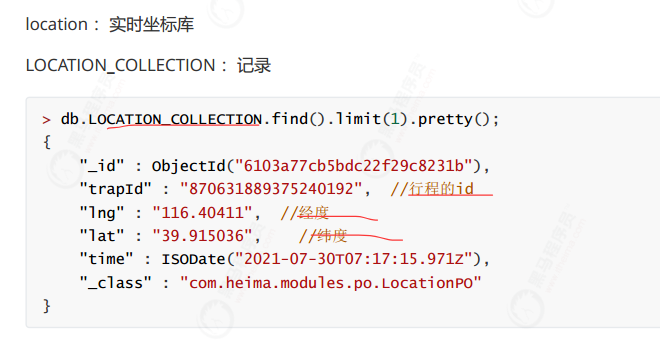 location： 实时坐标库
LOCATION_COLLECTION： 记录
> db.LOCATION_COLLECTION.find().limit(1).pretty();
{
"_id" : ObjectId("6103a77cb5bdc22f29c8231b"),
"trapId" : "870631889375240192", //行程的id
"lng" : "116.40411", //经度
"lat" : "39.915036", //纬度
"time" : ISODate("2021-07-30T07:17:15.971Z"),
"_class" : "com.heima.modules.po.LocationPO"
}